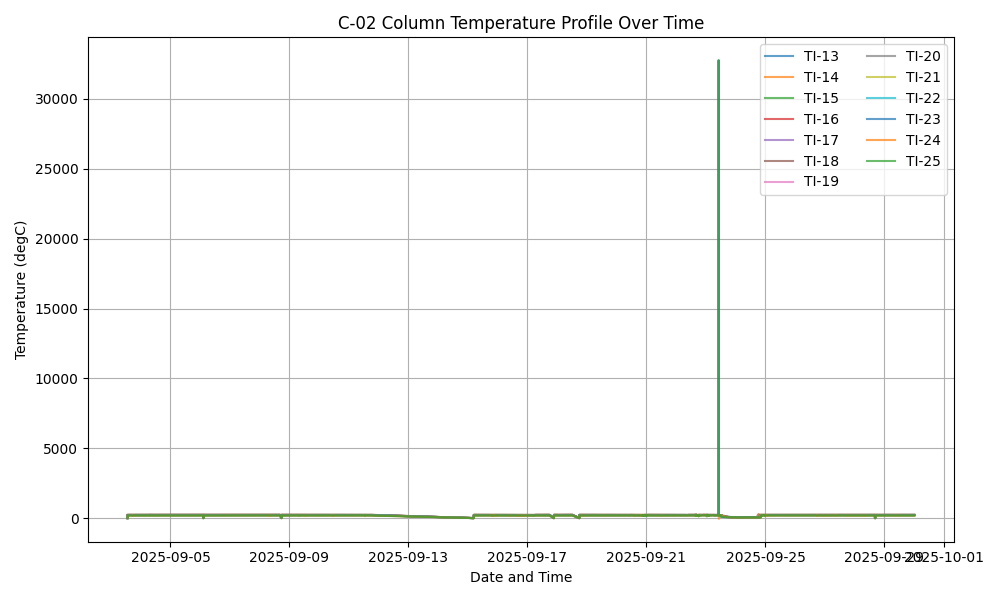 C-02 Column Temperature Profile Over Time
Temperature (degC)
30000
25000
20000
15000
10000
5000
0
TI-13
TI-14
TI-15
TI-16
TI-17
TI-18
TI-19
TI-20
TI-21
TI-22
TI-23
TI-24
TI-25
2025-09-05
2025-09-09
2025-09-13
2025-09-17
2025-09-21
2025-09-25
2025-09-29
2025-10-01
Date and Time